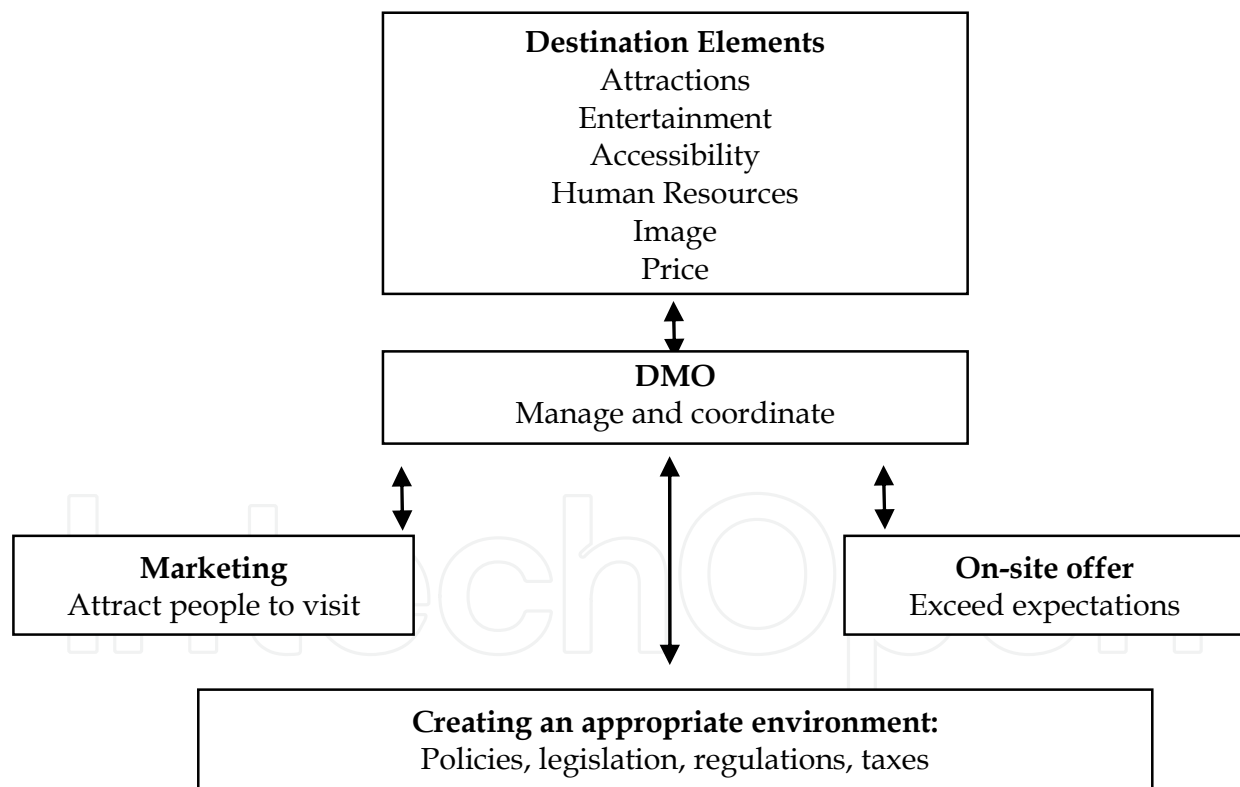 Destination Elements
Attractions
Entertainment
Accessibility
Human Resources
Image
Price
DMO
Manage and coordinate
Marketing
Attract people to visit
On-site offer
Exceed expectations
Creating an appropriate environment:
Policies, legislation, regulations, taxes
IntechOpen